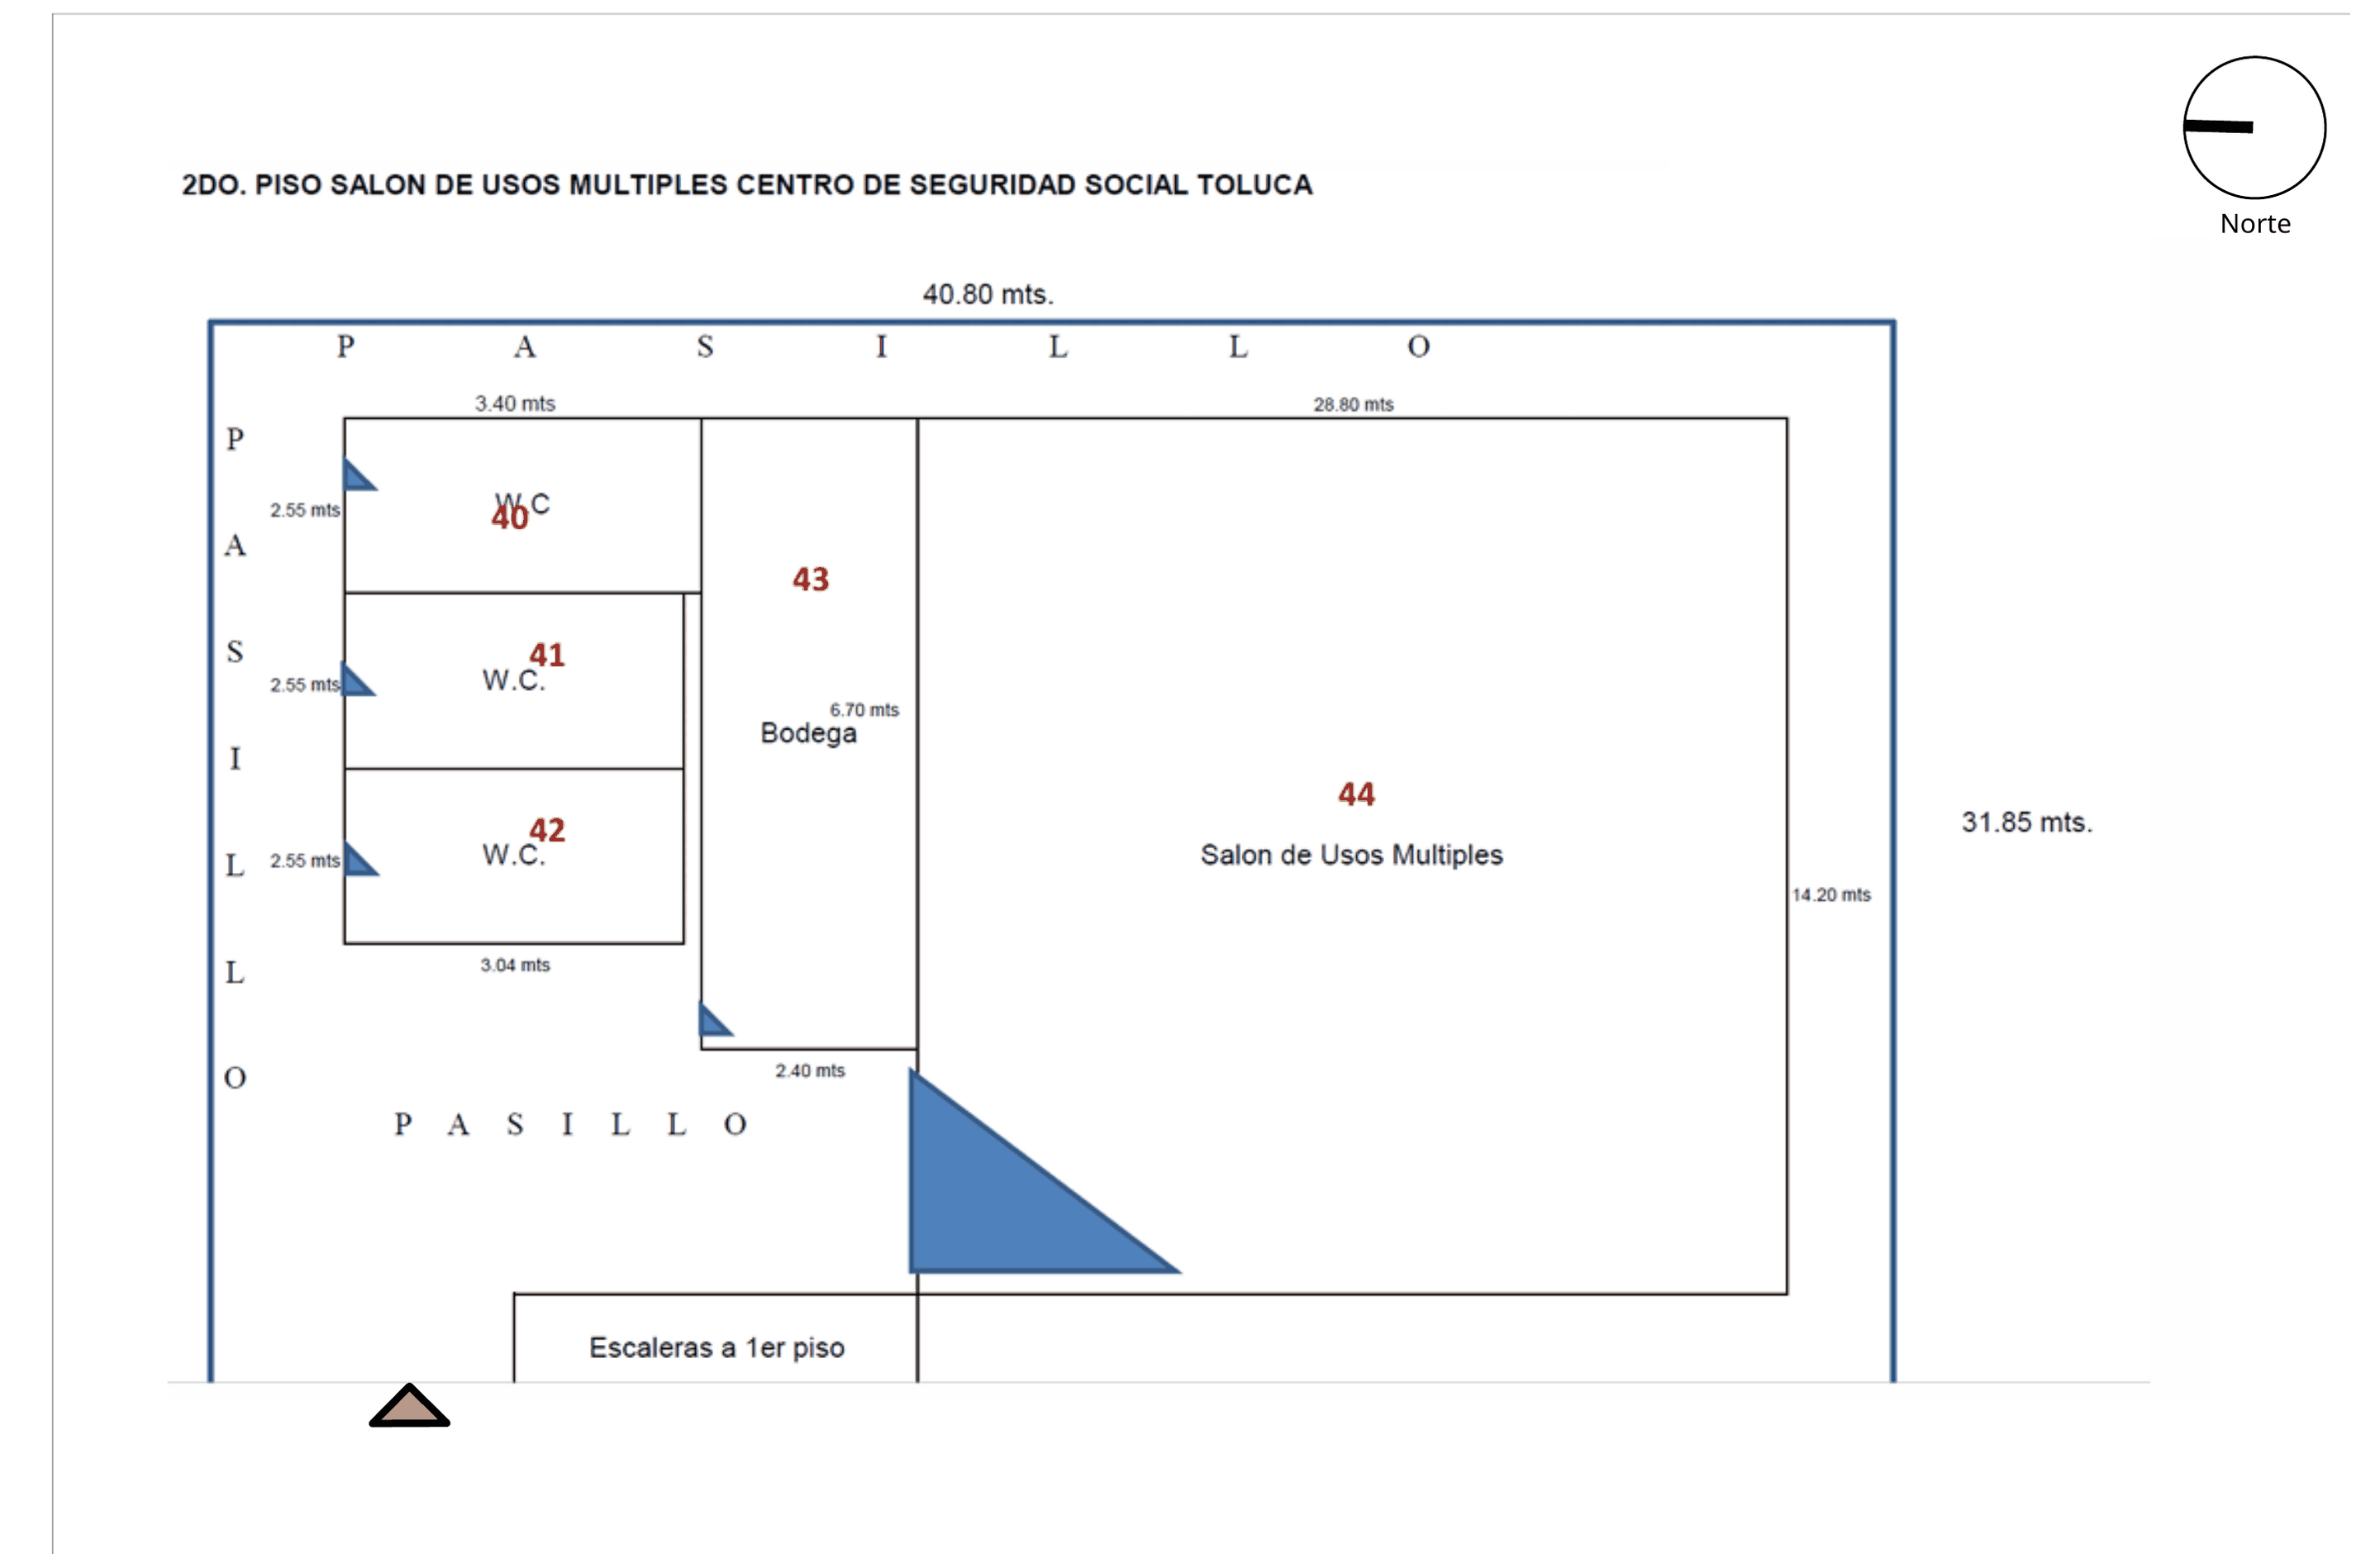 Norte
2DO. PISO SALON DE USOS MULTIPLES CENTRO DE SEGURIDAD SOCIAL TOLUCA
40.80 mts.
P A S I L L O
3.40 mts
28.80 mts
P A S I L L O
2.55 mts
W.C
40
43
41
W.C.
2.55 mts
6.70 mts
Bodega
44
Salon de Usos Multiples
31.85 mts.
42
W.C.
2.55 mts
14.20 mts
3.04 mts
2.40 mts
P A S I L L O
Escaleras a 1er piso